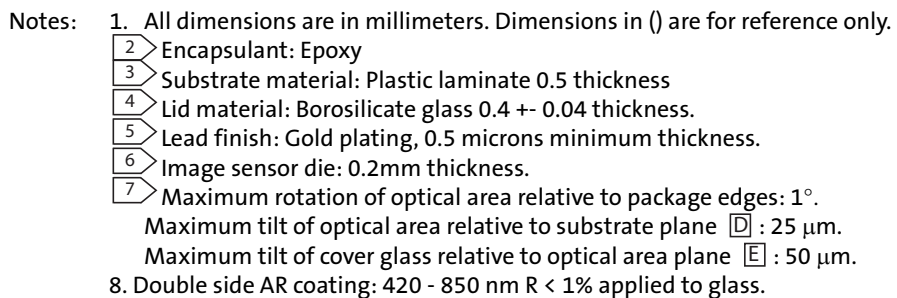 Notes: 1. All dimensions are in millimeters. Dimensions in () are for reference only.
2 Encapsulant: Epoxy
3 Substrate material: Plastic laminate 0.5 thickness
4 Lid material: Borosilicate glass 0.4 +- 0.04 thickness.
5 Lead finish: Gold plating, 0.5 microns minimum thickness.
6 Image sensor die: 0.2mm thickness.
7 Maximum rotation of optical area relative to package edges: 1°.
Maximum tilt of optical area relative to substrate plane D : 25 μm.
Maximum tilt of cover glass relative to optical area plane E : 50 μm.
8. Double side AR coating: 420 - 850 nm R < 1% applied to glass.